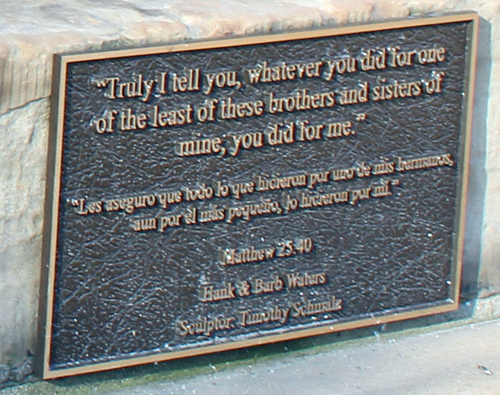 "Truly I tell you, whatever you did for one
of the least of these brothers and sisters of
mine, you did for me."
"Les aseguro que todo lo que hicieron por uno de mis hermanos,
aun por él más pequeño, lo hicieron por mí."
Matthew 25:40
Hank & Barb Waters
Sculptor: Timothy Schmalz